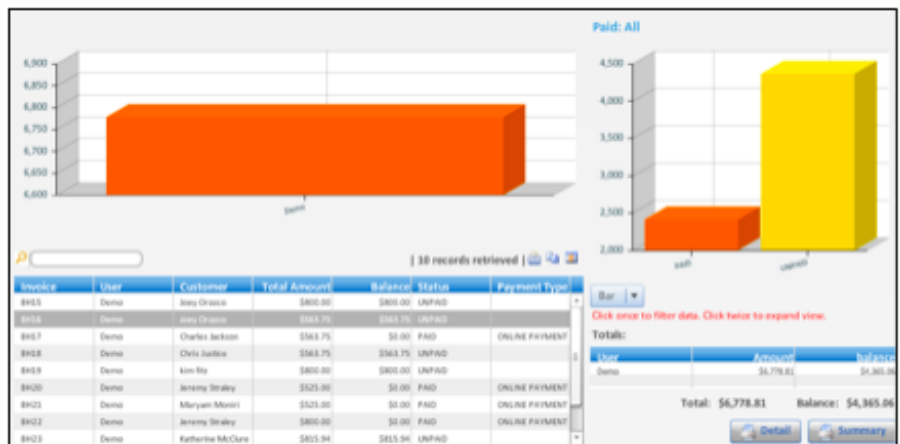 Paid: All
6,900
6,850
6,800
6,750
6,700
6,650
6,600
Demo
4,500
4,000
3,500
3,000
2,500
2,000
PAID
UNPAID
| 10 records retrieved |
Invoice User Customer Total Amount Balance Status Payment Type
BH15 Demo Joey Orozco $800.00 $800.00 UNPAID
BH16 Demo Joey Orozco $563.75 $563.75 UNPAID
BH17 Demo Charles Jackson $563.75 $0.00 PAID ONLINE PAYMENT
BH18 Demo Chris Justice $563.75 $563.75 UNPAID
BH19 Demo kim fitz $800.00 $800.00 UNPAID
BH20 Demo Jeremy Straley $525.00 $0.00 PAID ONLINE PAYMENT
BH21 Demo Maryam Moniri $525.00 $0.00 PAID ONLINE PAYMENT
BH22 Demo Jeremy Straley $800.00 $0.00 PAID ONLINE PAYMENT
BH23 Demo Katherine McClure $815.94 $815.94 UNPAID
Bar
Click once to filter data. Click twice to expand view.
Totals:
User Amount balance
Demo $6,778.81 $4,365.06
Total: $6,778.81 Balance: $4,365.06
Detail Summary